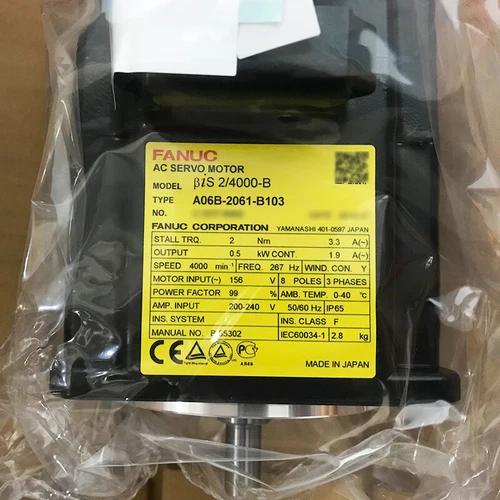 FANUC
AC SERVO MOTOR
MODEL βiS 2/4000-B
TYPE A06B-2061-B103
NO.
FANUC CORPORATION YAMANASHI 401-0597 JAPAN
STALL TRQ. 2 Nm 3.3 A(~)
OUTPUT 0.5 kW CONT. 1.9 A(~)
SPEED 4000 min⁻¹ FREQ. 267 Hz WIND. CON. Y
MOTOR INPUT(~) 156 V 8 POLES 3 PHASES
POWER FACTOR 99 % AMB. TEMP. 0-40 ℃
AMP. INPUT 200-240 V 50/60 Hz IP65
INS. SYSTEM INS. CLASS F
MANUAL NO. IEC60034-1 2.8 kg
CE
MADE IN JAPAN